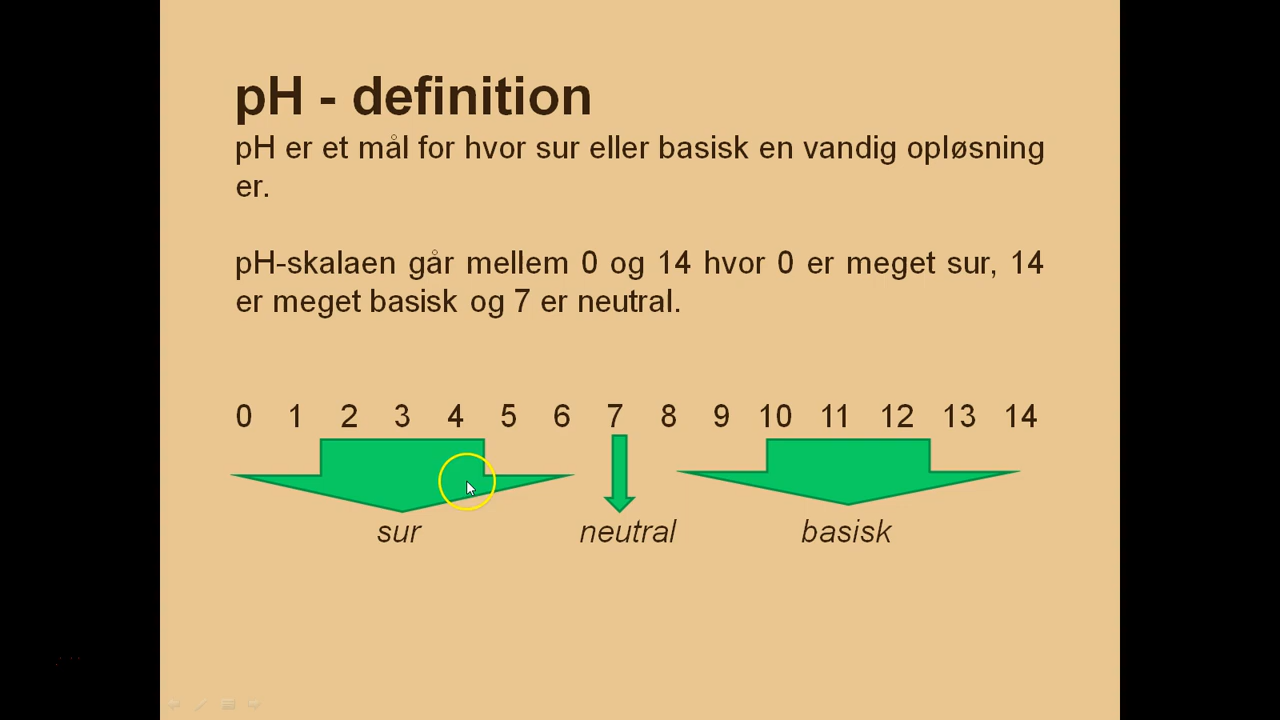 pH - definition
pH er et mål for hvor sur eller basisk en vandig opløsning
er.
pH-skalaen går mellem 0 og 14 hvor 0 er meget sur, 14
er meget basisk og 7 er neutral.
0 1 2 3 4 5 6 7 8 9 10 11 12 13 14
sur neutral basisk